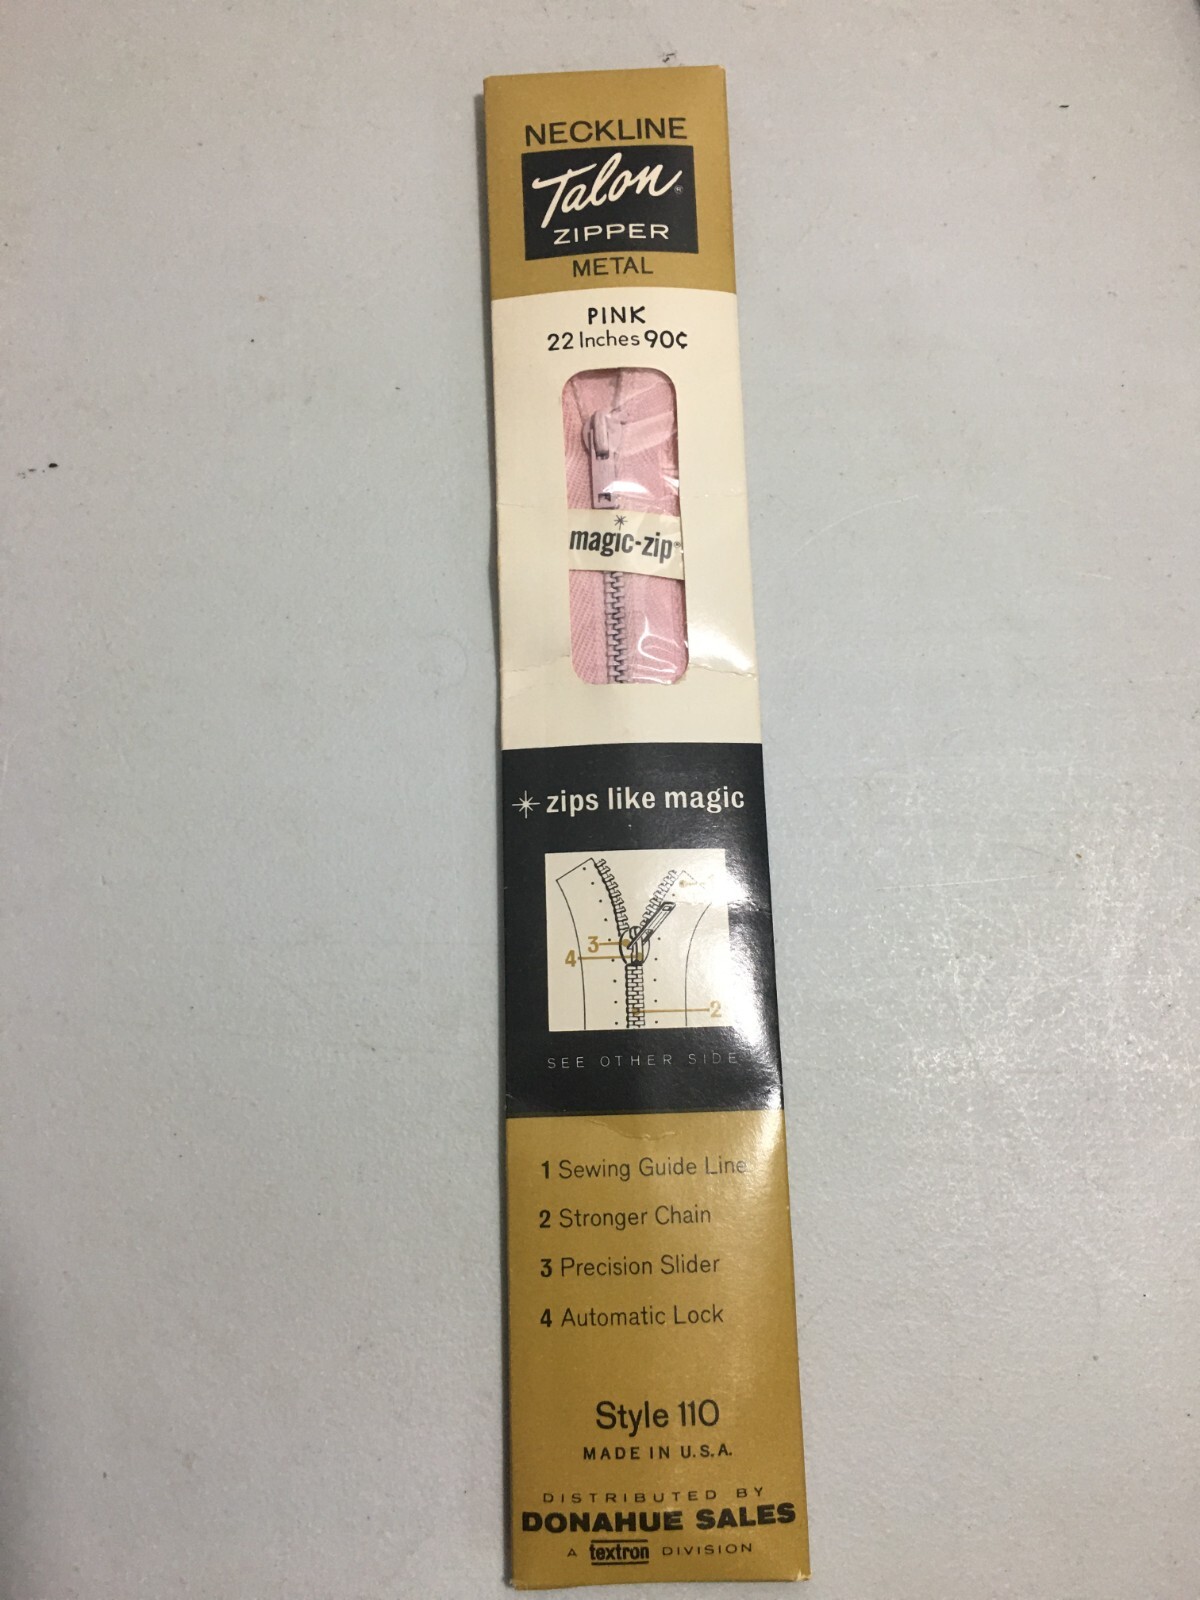 NECKLINE
Talon®
ZIPPER
METAL
PINK
22 Inches 90¢
magic-zip
zips like magic
3
4
2
SEE OTHER SIDE
1 Sewing Guide Line
2 Stronger Chain
3 Precision Slider
4 Automatic Lock
Style 110
MADE IN U.S.A.
DISTRIBUTED BY
DONAHUE SALES
A textron DIVISION